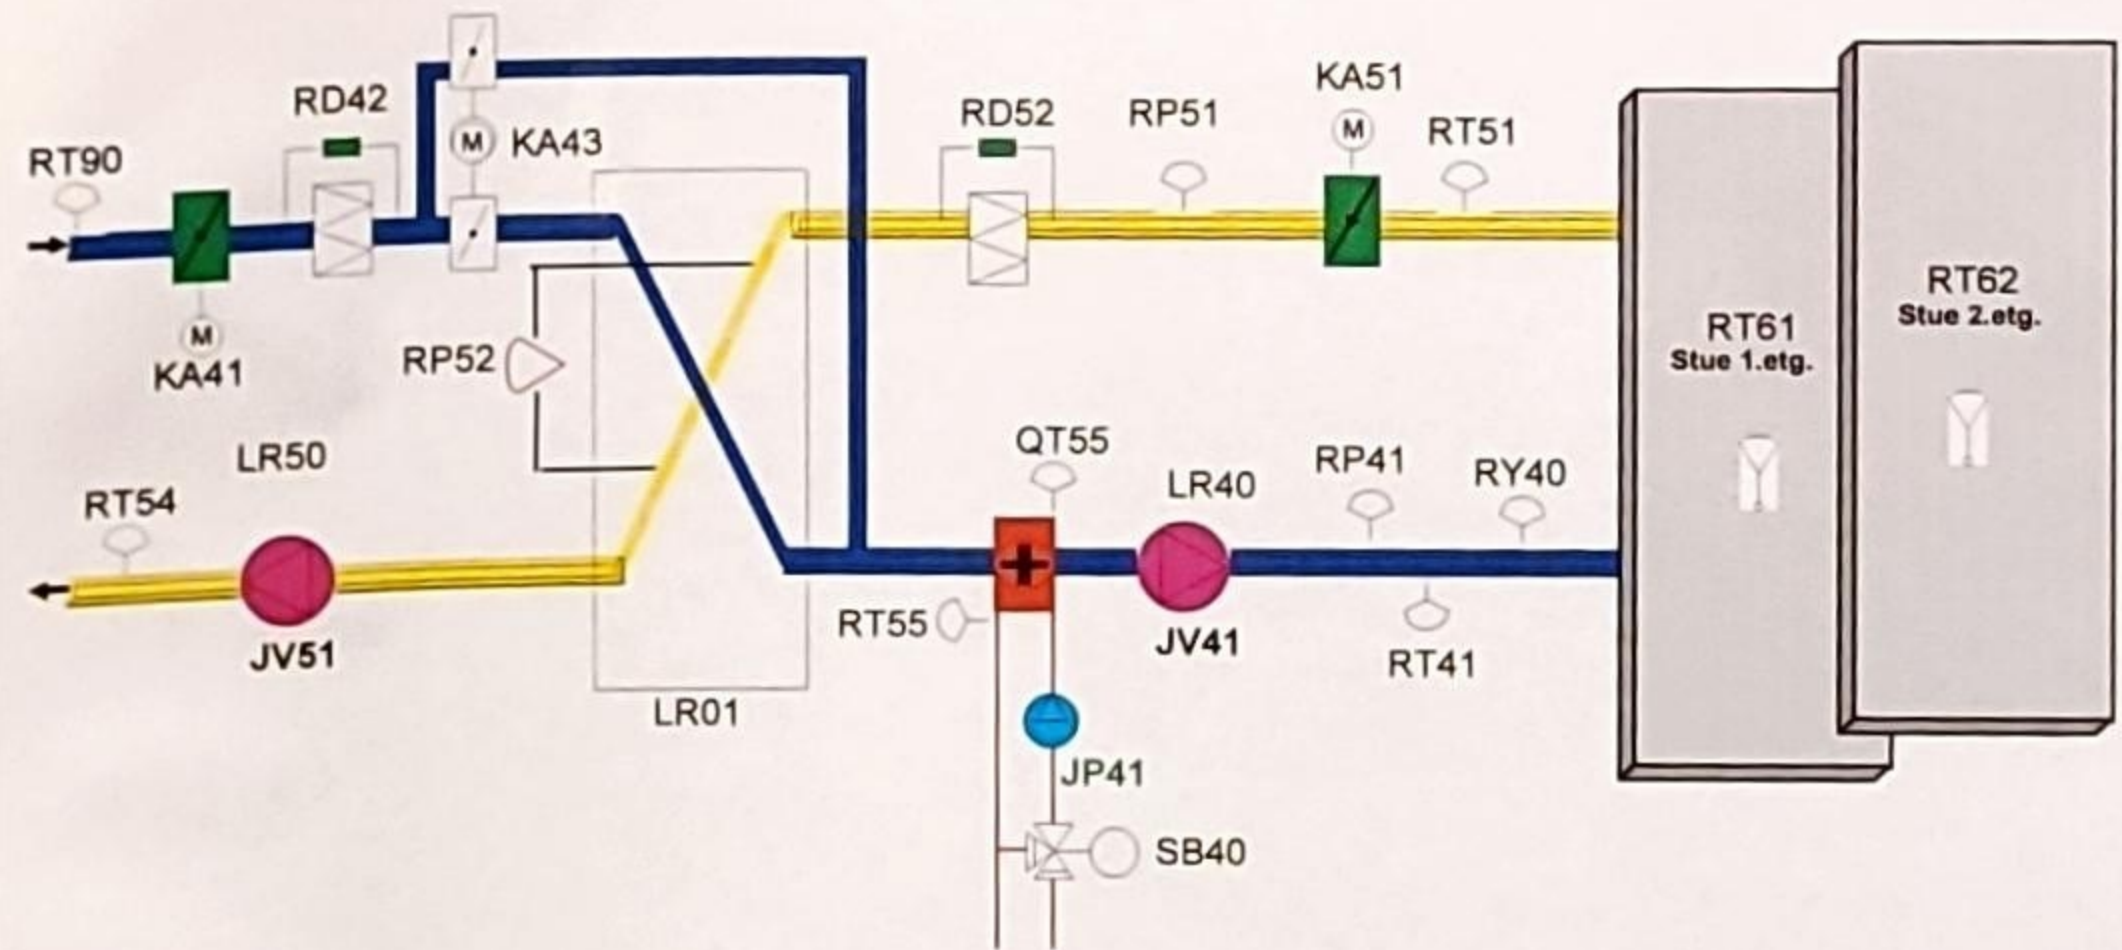 KA51
RD42
RD52
RP51
RT51
M
M
KA43
RT90
RT62
Stue 2.etg.
RT61
Stue 1.etg.
M
KA41
RP52
LR50
QT55
RP41
RY40
LR40
RT54
RT55
JV51
JV41
RT41
LR01
JP41
SB40